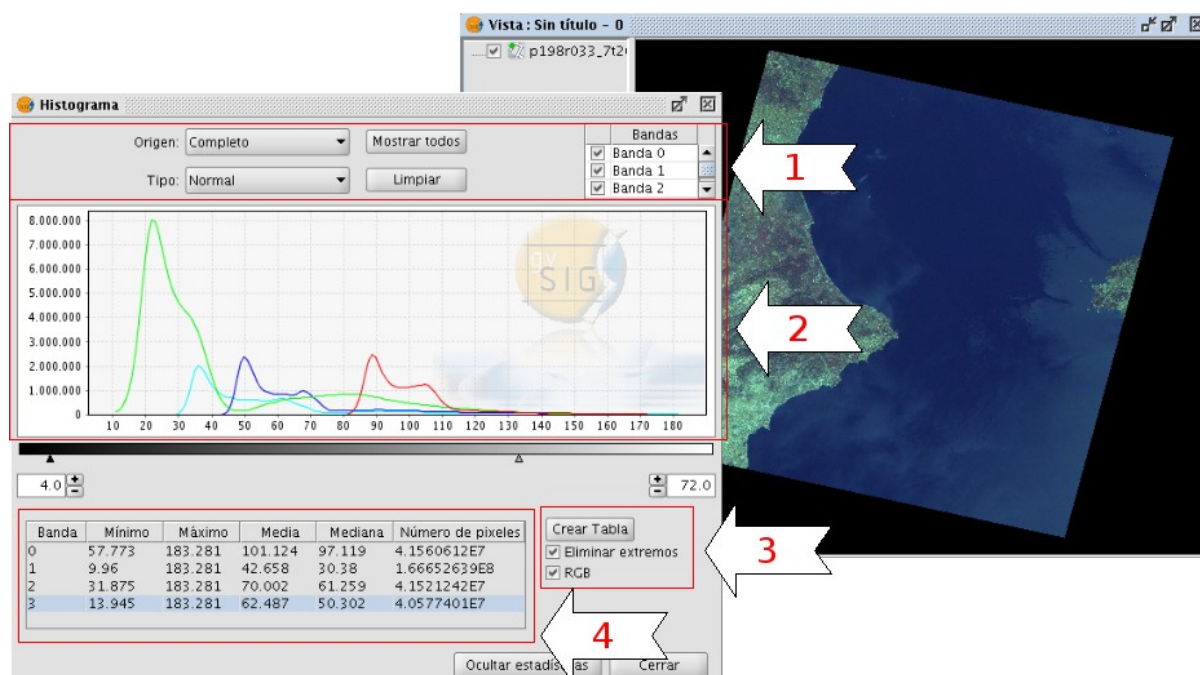 Vista : Sin título – 0
p198r033_7t2
Histograma
Origen: Completo
Mostrar todos
Bandas
Banda 0
Tipo: Normal
Limpiar
Banda 1
Banda 2
1
8.000.000
7.000.000
6.000.000
5.000.000
4.000.000
3.000.000
2.000.000
1.000.000
0
gv
SIG
10 20 30 40 50 60 70 80 90 100 110 120 130 140 150 160 170 180
2
4.0
72.0
Banda Mínimo Máximo Media Mediana Número de pixeles
0 57.773 183.281 101.124 97.119 4.1560612E7
1 9.96 183.281 42.658 30.38 1.66652639E8
2 31.875 183.281 70.002 61.259 4.1521242E7
3 13.945 183.281 62.487 50.302 4.0577401E7
Crear Tabla
Eliminar extremos
RGB
3
4
Ocultar estadís as
Cerrar